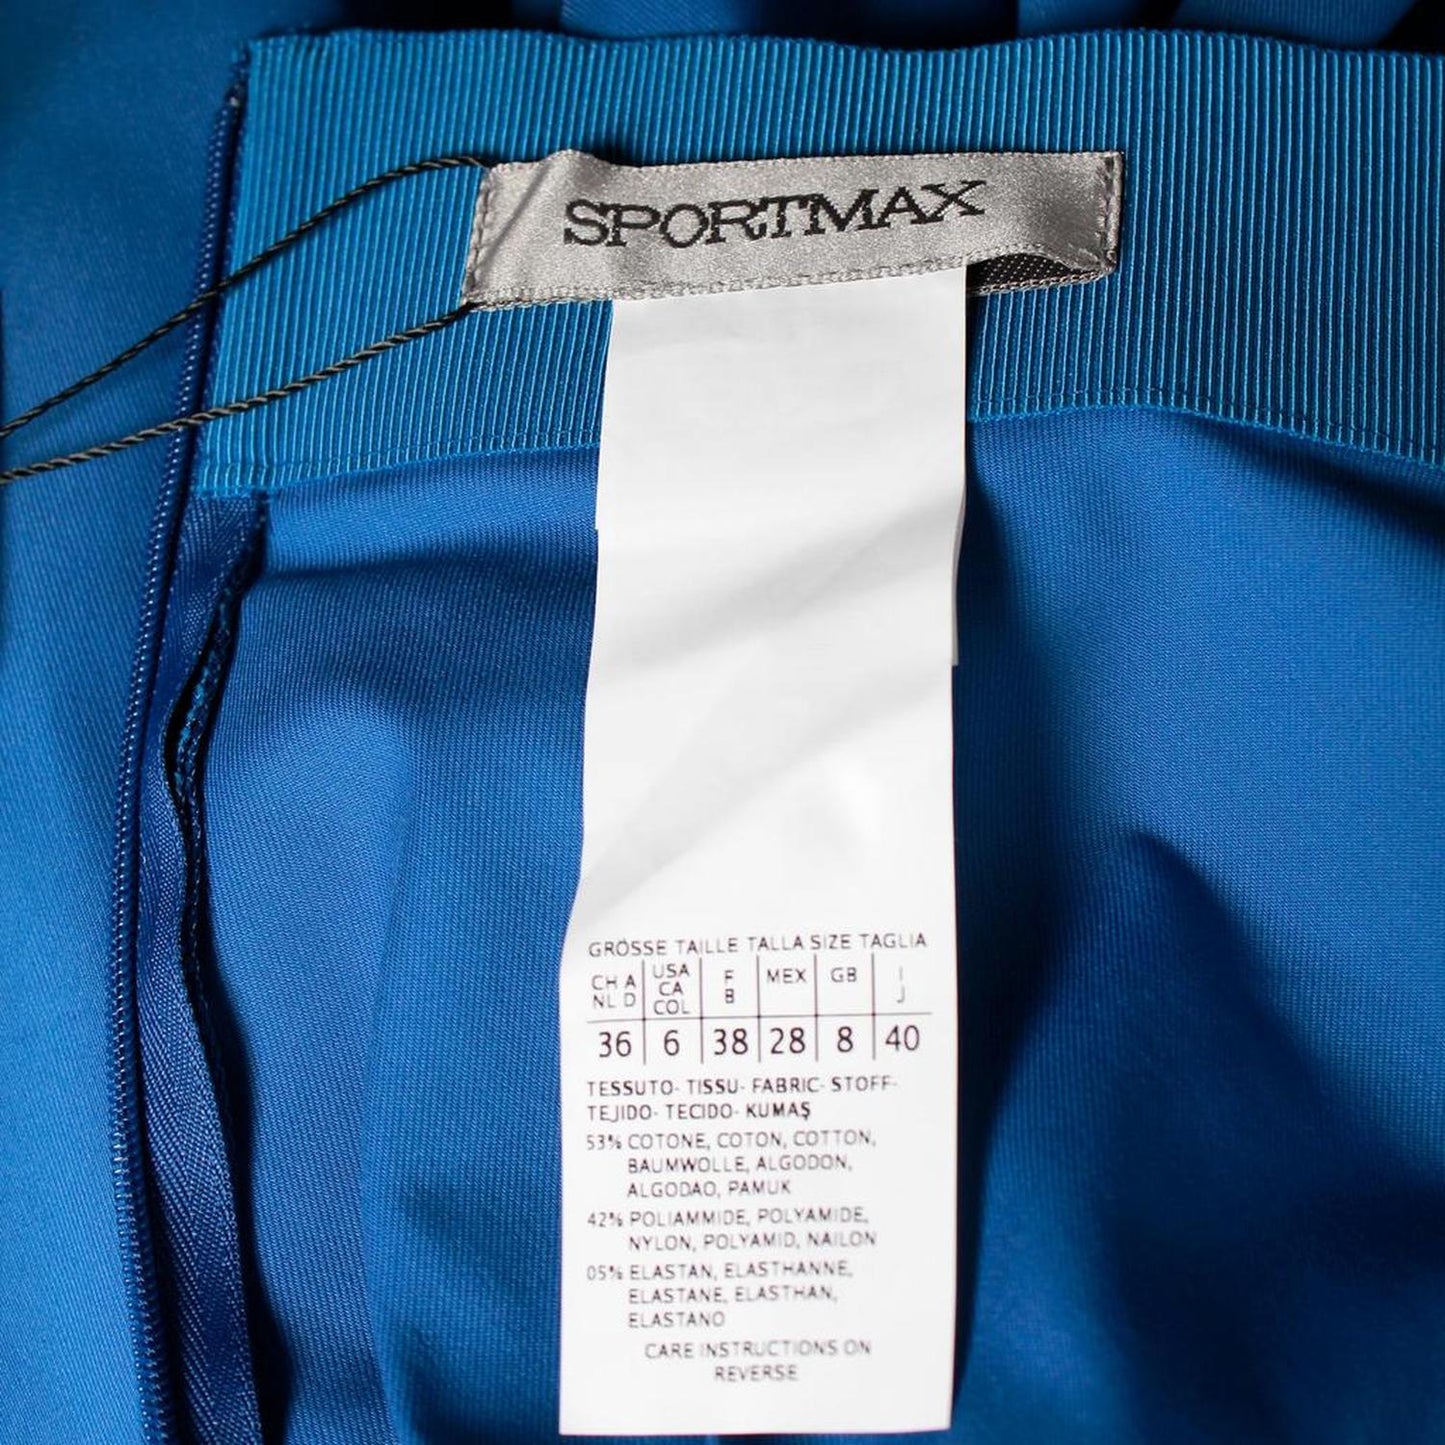 SPORTMAX
GRÖSSE TAILLE TALLA SIZE TAGLIA
CH A USA F MEX GB I
NL D CA B J
COL
36 6 38 28 8 40
TESSUTO- TISSU- FABRIC- STOFF-
TEJIDO- TECIDO- KUMAŞ
53% COTONE, COTON, COTTON,
BAUMWOLLE, ALGODON,
ALGODAO, PAMUK
42% POLIAMMIDE, POLYAMIDE,
NYLON, POLYAMID, NAILON
05% ELASTAN, ELASTHANNE,
ELASTANE, ELASTHAN,
ELASTANO
CARE INSTRUCTIONS ON
REVERSE